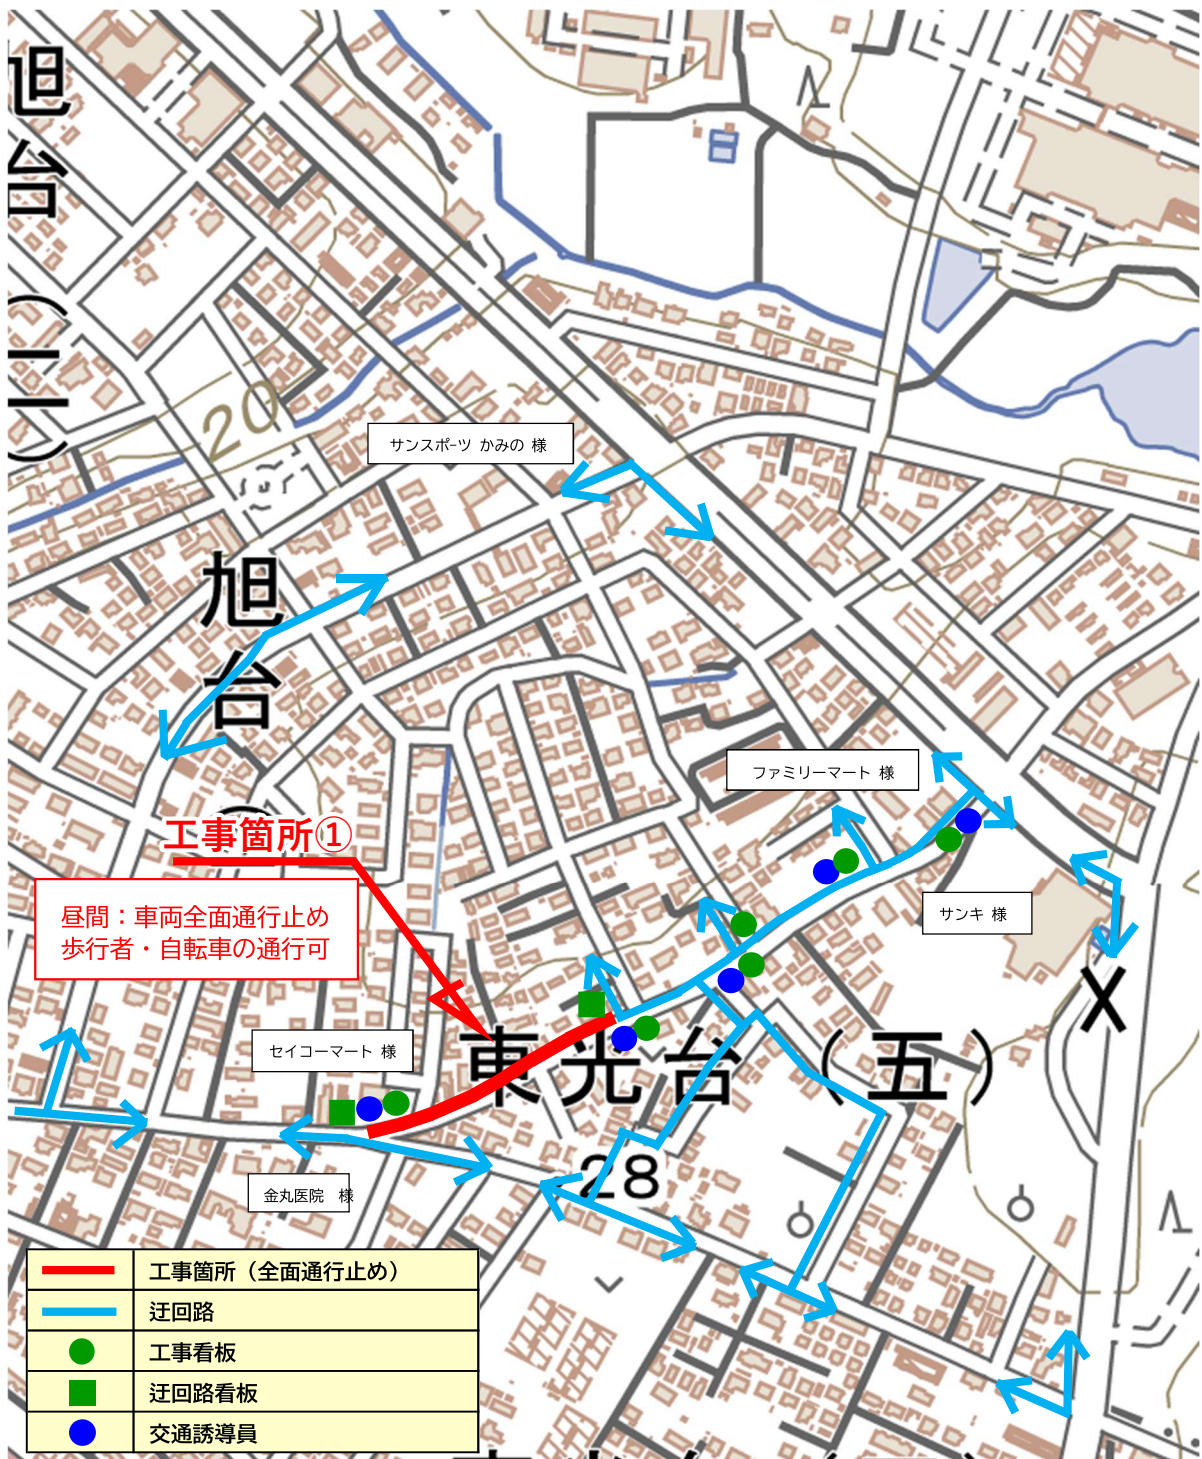 旭台
(二)
20
サンスポーツ かみの 様
旭台
ファミリーマート 様
工事箇所①
昼間：車両全面通行止め
歩行者・自転車の通行可
サンキ 様
セイコーマート 様
東光台(五)
28
金丸医院 様
工事箇所（全面通行止め）
迂回路
工事看板
迂回路看板
交通誘導員